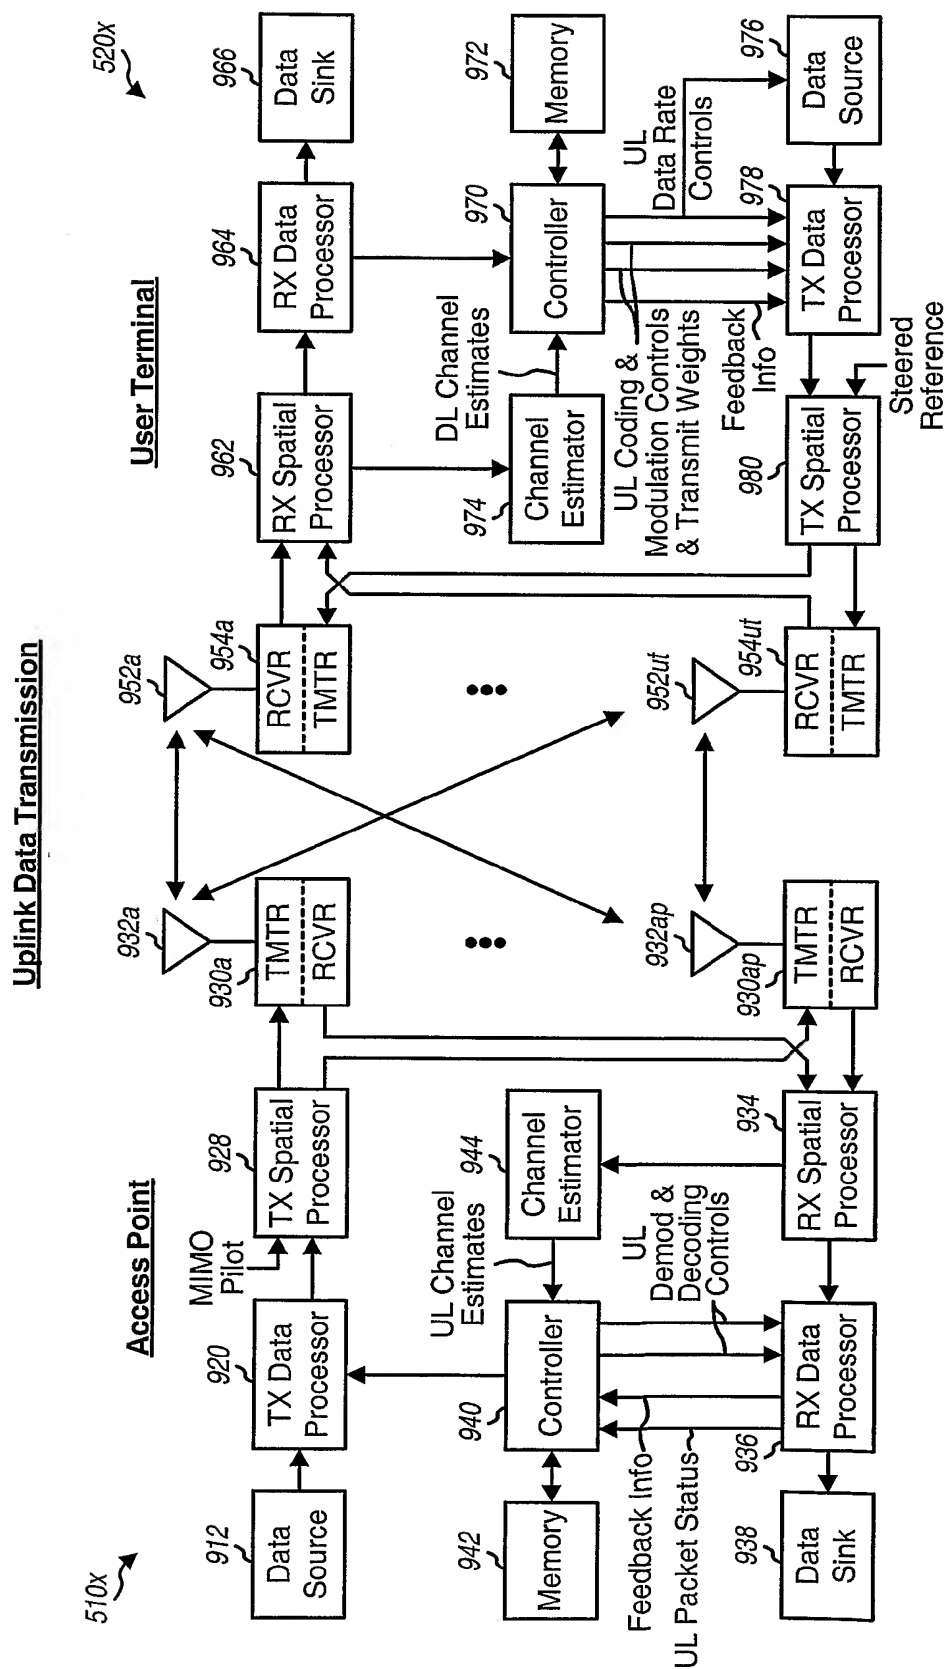 Uplink Data Transmission
510x
Access Point
User Terminal
520x
912
Data
Source
920
TX Data
Processor
MIMO
Pilot
928
TX Spatial
Processor
930a
TMTR
RCVR
932a
952a
954a
RCVR
TMTR
962
RX Spatial
Processor
964
RX Data
Processor
966
Data
Sink
942
Memory
940
Controller
UL Channel
Estimates
944
Channel
Estimator
974
Channel
Estimator
DL Channel
Estimates
970
Controller
972
Memory
Feedback Info
UL Packet Status
UL
Demod &
Decoding
Controls
UL Coding &
Modulation Controls
& Transmit Weights
Feedback
Info
UL
Data Rate
Controls
938
Data
Sink
936
RX Data
Processor
934
RX Spatial
Processor
930ap
TMTR
RCVR
932ap
952ut
954ut
RCVR
TMTR
980
TX Spatial
Processor
Steered
Reference
978
TX Data
Processor
976
Data
Source